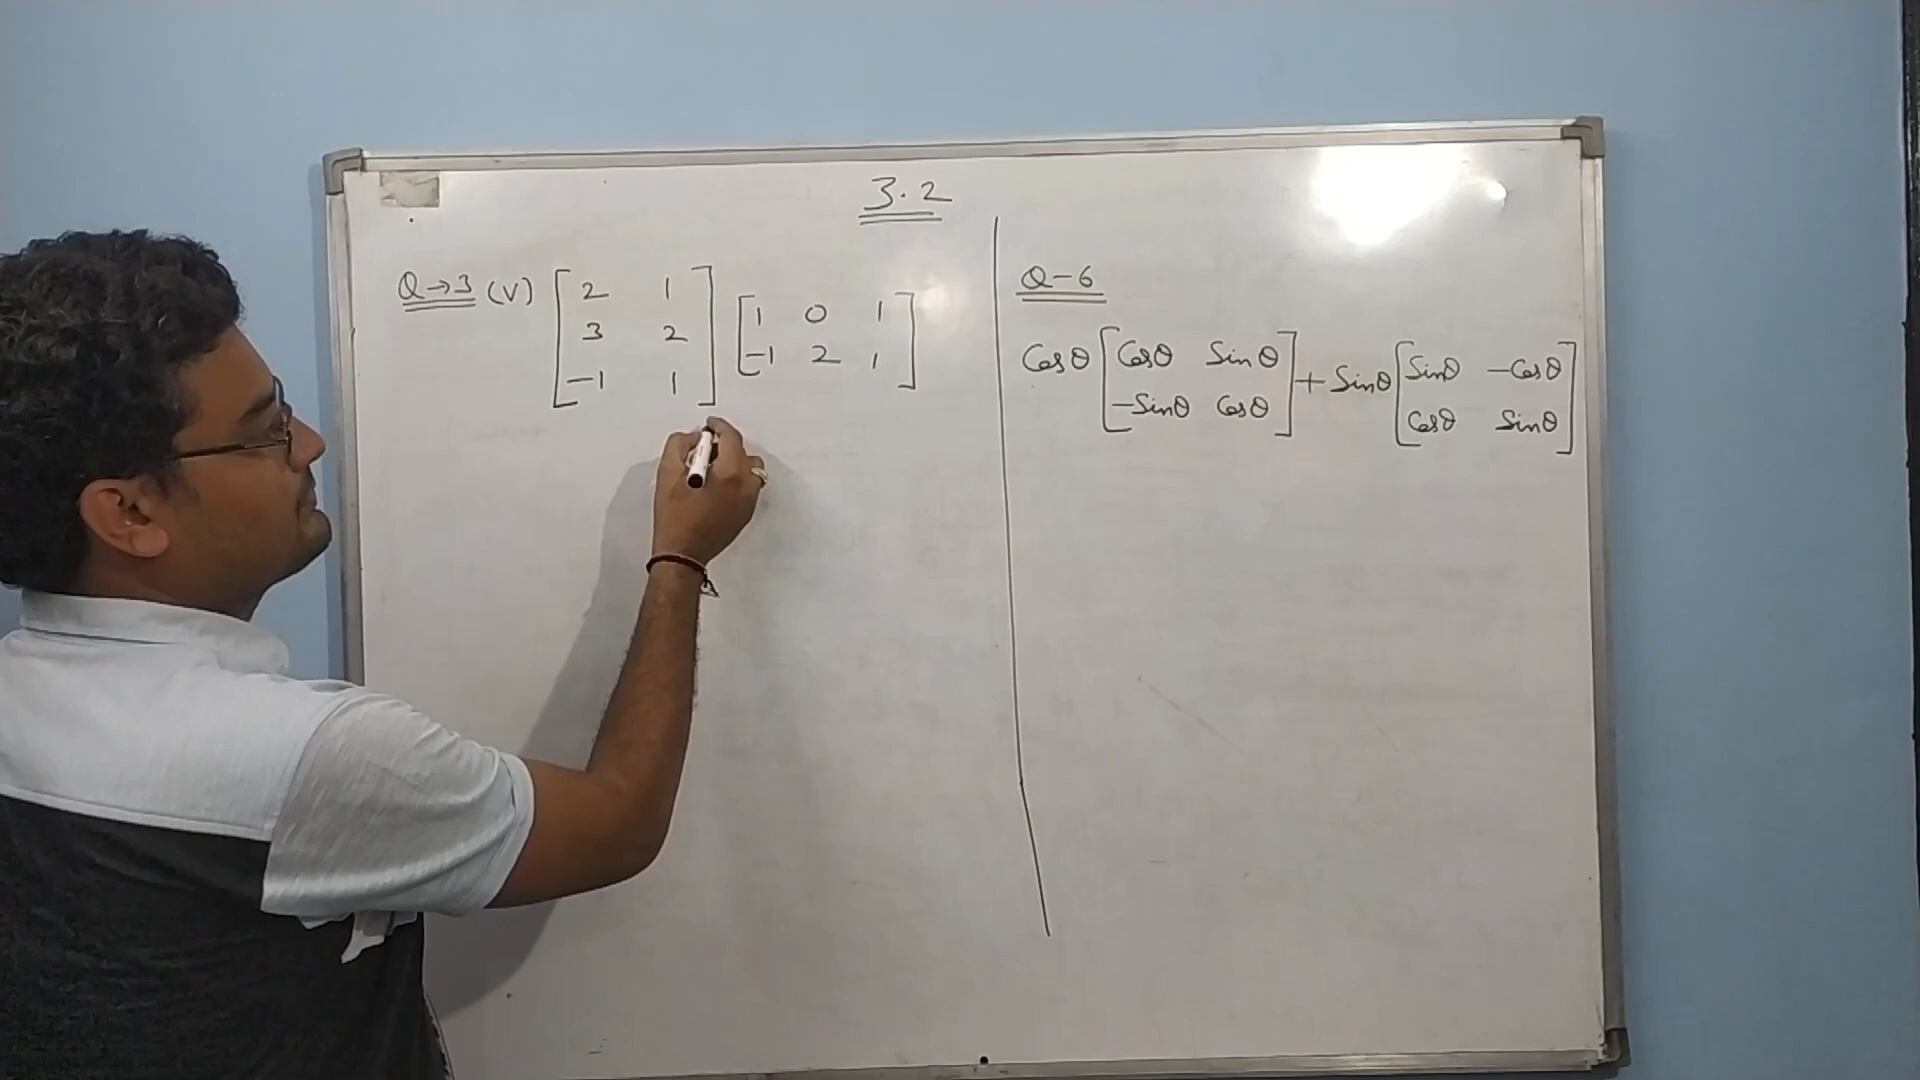 3.2
Q→3 (V) [2 1] [1 0 1]
[3 2] [-1 2 1]
[-1 1]
Q-6
Cosθ [Cosθ Sinθ] + Sinθ [Sinθ -Cosθ]
[-Sinθ Cosθ] [Cosθ Sinθ]